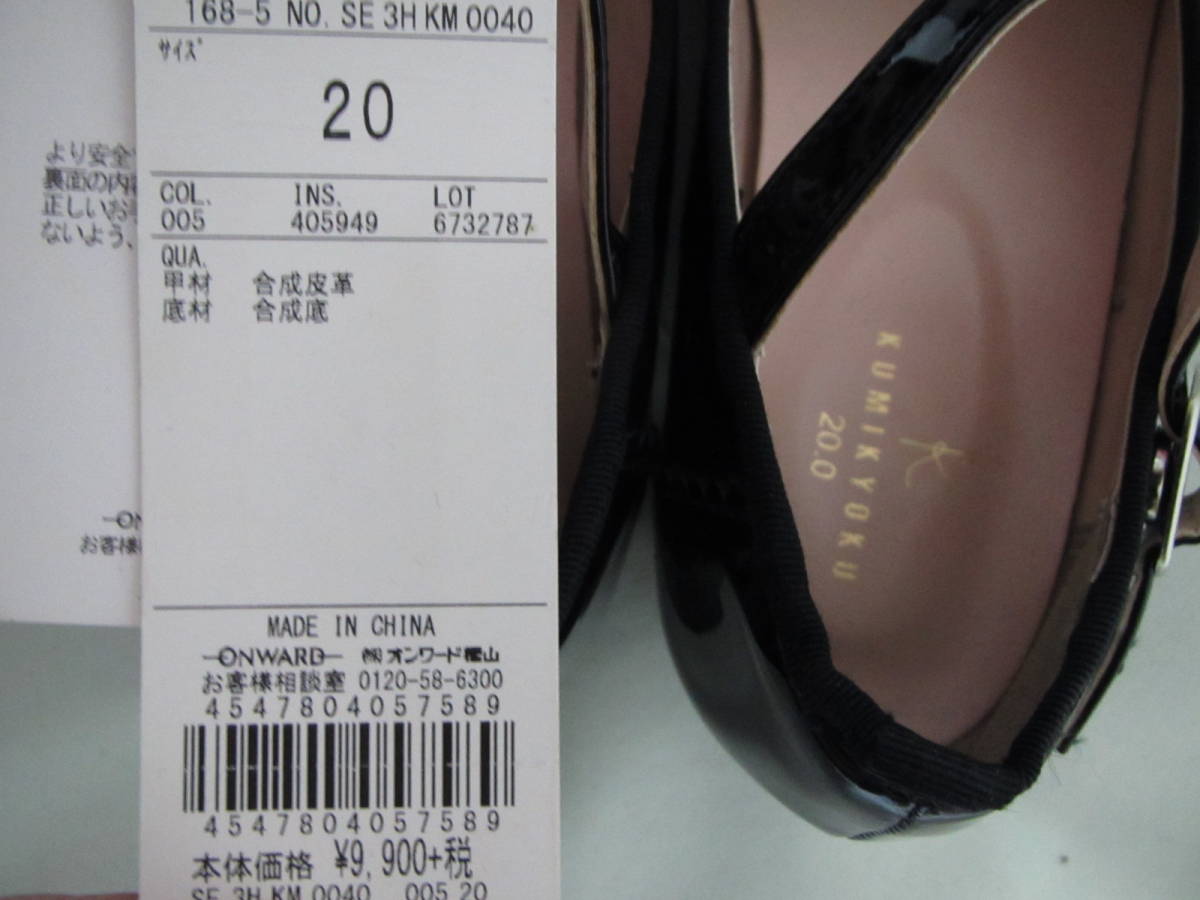 168-5 NO. SE 3H KM 0040
サイズ
20
COL. INS. LOT
005 405949 6732787
QUA.
甲材 合成皮革
底材 合成底
MADE IN CHINA
ONWARD ㈱オンワード樫山
お客様相談室 0120-58-6300
4547804057589
4547804057589
本体価格 ¥9,900+税
SE 3H KM 0040 005 20
より安全
裏面の内
正しいお
ないよう、
ON
お客様
KUMIKYOKU
20.0